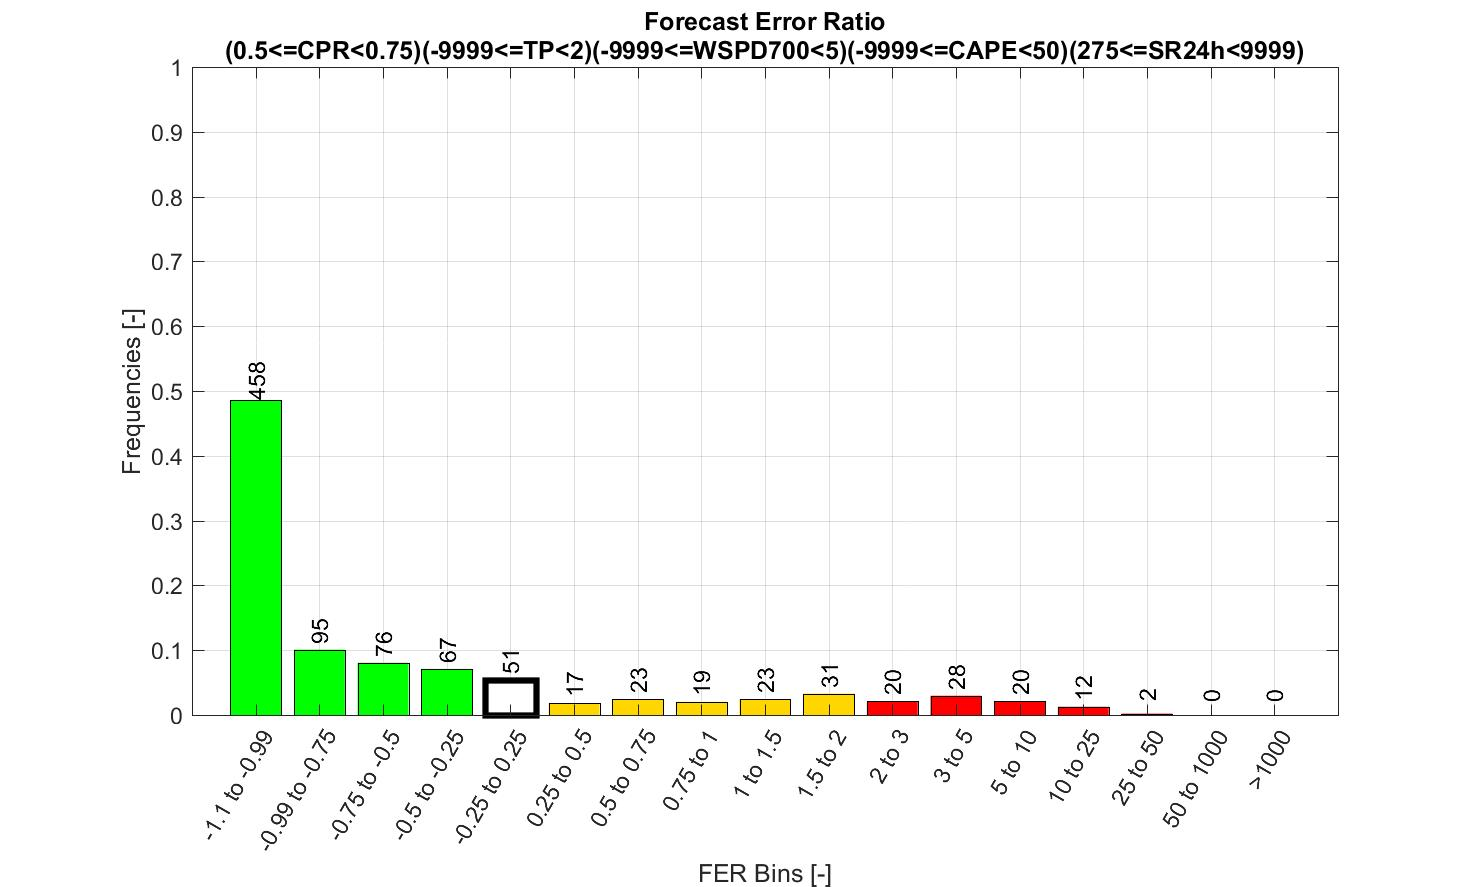 Forecast Error Ratio
(0.5<=CPR<0.75)(-9999<=TP<2)(-9999<=WSPD700<5)(-9999<=CAPE<50)(275<=SR24h<9999)
1
0.9
0.8
0.7
0.6
0.5
0.4
0.3
0.2
0.1
0
Frequencies [-]
458
95
76
67
51
17
23
19
23
31
20
28
20
12
2
0
0
-1.1 to -0.99
-0.99 to -0.75
-0.75 to -0.5
-0.5 to -0.25
-0.25 to 0.25
0.25 to 0.5
0.5 to 0.75
0.75 to 1
1 to 1.5
1.5 to 2
2 to 3
3 to 5
5 to 10
10 to 25
25 to 50
50 to 1000
>1000
FER Bins [-]